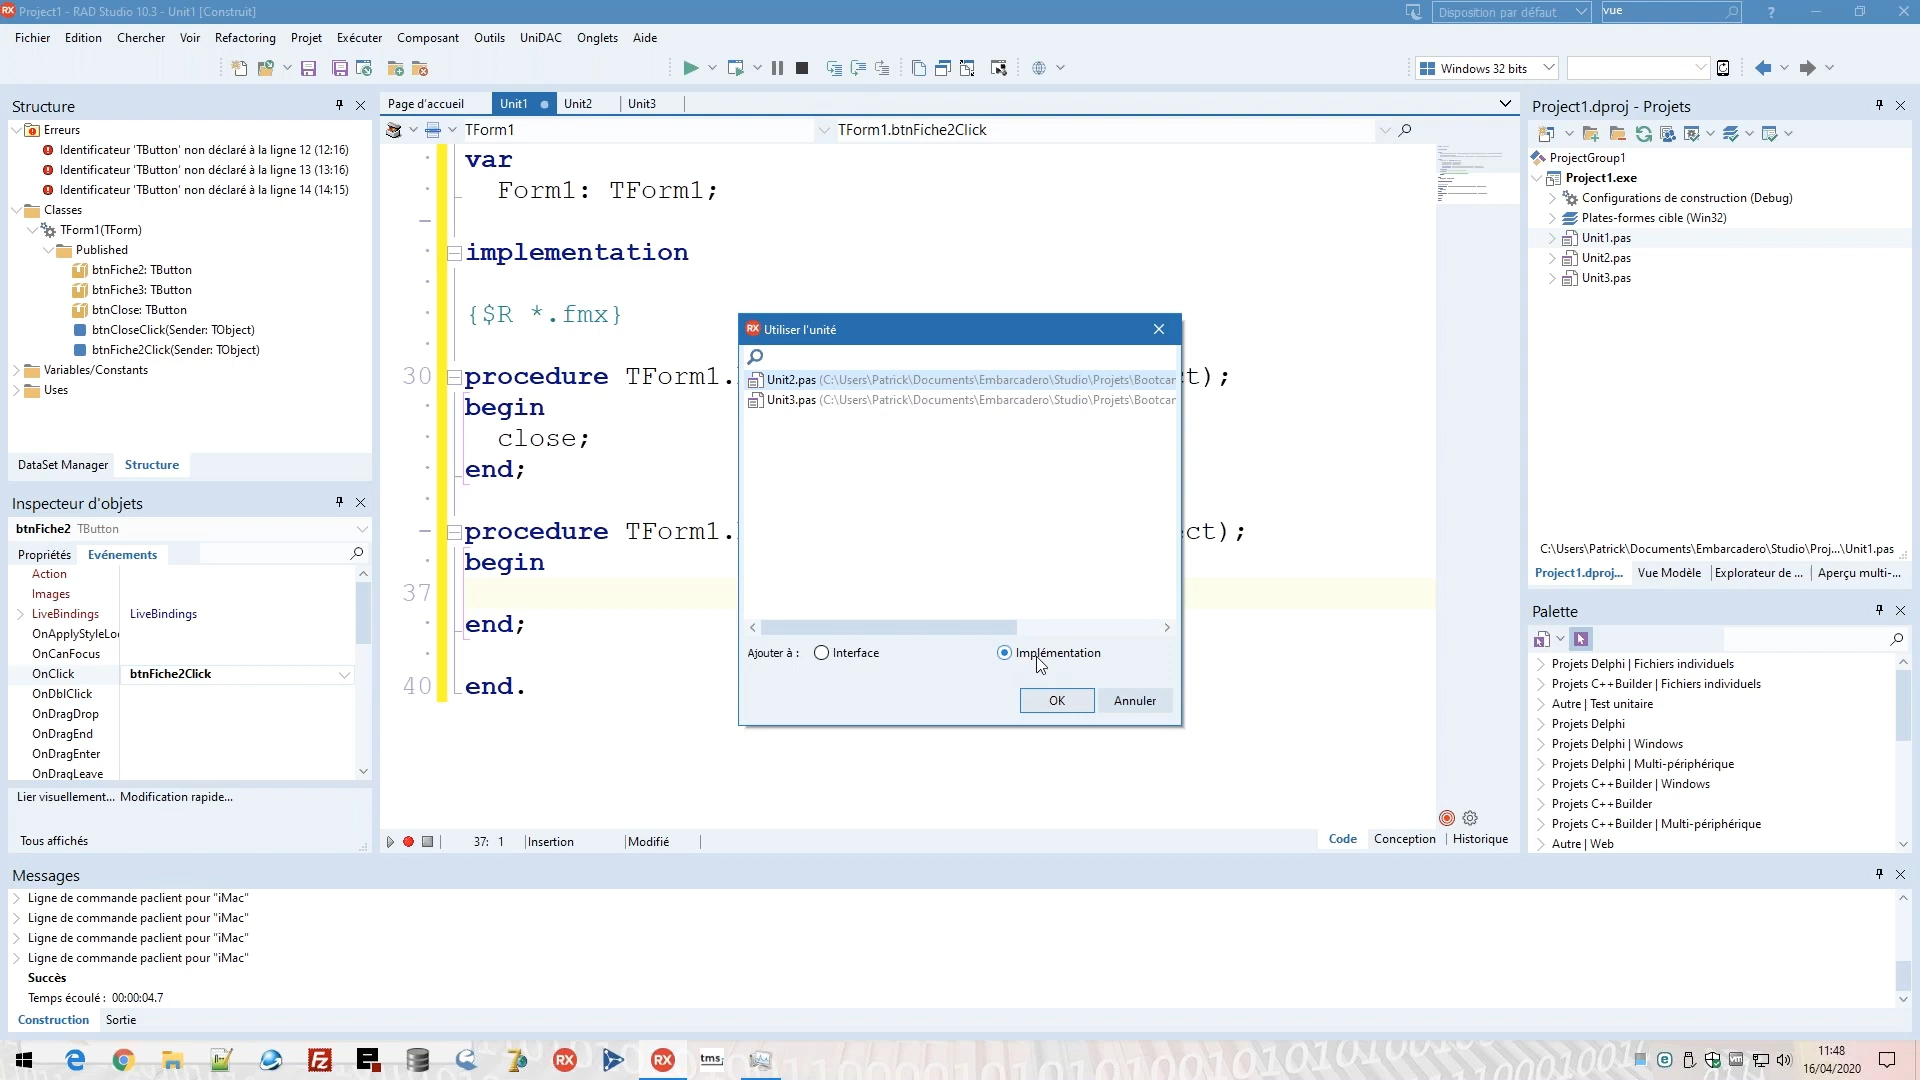 Project1 - RAD Studio 10.3 - Unit1 [Construit]
Disposition par défaut
vue
?
Fichier Edition Chercher Voir Refactoring Projet Exécuter Composant Outils UniDAC Onglets Aide
Windows 32 bits
Structure
Erreurs
Identificateur 'TButton' non déclaré à la ligne 12 (12:16)
Identificateur 'TButton' non déclaré à la ligne 13 (13:16)
Identificateur 'TButton' non déclaré à la ligne 14 (14:15)
Classes
TForm1(TForm)
Published
btnFiche2: TButton
btnFiche3: TButton
btnClose: TButton
btnCloseClick(Sender: TObject)
btnFiche2Click(Sender: TObject)
Variables/Constants
Uses
DataSet Manager Structure
Inspecteur d'objets
btnFiche2 TButton
Propriétés Evénements
Action
Images
LiveBindings LiveBindings
OnApplyStyleLoo
OnCanFocus
OnClick btnFiche2Click
OnDblClick
OnDragDrop
OnDragEnd
OnDragEnter
OnDragLeave
Lier visuellement... Modification rapide...
Tous affichés
Page d'accueil Unit1 Unit2 Unit3
TForm1 TForm1.btnFiche2Click
var
Form1: TForm1;
implementation
{$R *.fmx}
30 procedure TForm1. t);
begin
close;
end;
procedure TForm1. ct);
begin
37
end;
40 end.
37: 1 Insertion Modifié
Code Conception Historique
RX Utiliser l'unité
Unit2.pas (C:\Users\Patrick\Documents\Embarcadero\Studio\Projets\Bootcar
Unit3.pas (C:\Users\Patrick\Documents\Embarcadero\Studio\Projets\Bootcar
Ajouter à : Interface Implémentation
OK Annuler
Project1.dproj - Projets
ProjectGroup1
Project1.exe
Configurations de construction (Debug)
Plates-formes cible (Win32)
Unit1.pas
Unit2.pas
Unit3.pas
C:\Users\Patrick\Documents\Embarcadero\Studio\Proj...\Unit1.pas
Project1.dproj... Vue Modèle Explorateur de ... Aperçu multi-...
Palette
Projets Delphi | Fichiers individuels
Projets C++Builder | Fichiers individuels
Autre | Test unitaire
Projets Delphi
Projets Delphi | Windows
Projets Delphi | Multi-périphérique
Projets C++Builder | Windows
Projets C++Builder
Projets C++Builder | Multi-périphérique
Autre | Web
Messages
Ligne de commande paclient pour "iMac"
Ligne de commande paclient pour "iMac"
Ligne de commande paclient pour "iMac"
Ligne de commande paclient pour "iMac"
Succès
Temps écoulé : 00:00:04.7
Construction Sortie
RX RX tms
11:48
16/04/2020